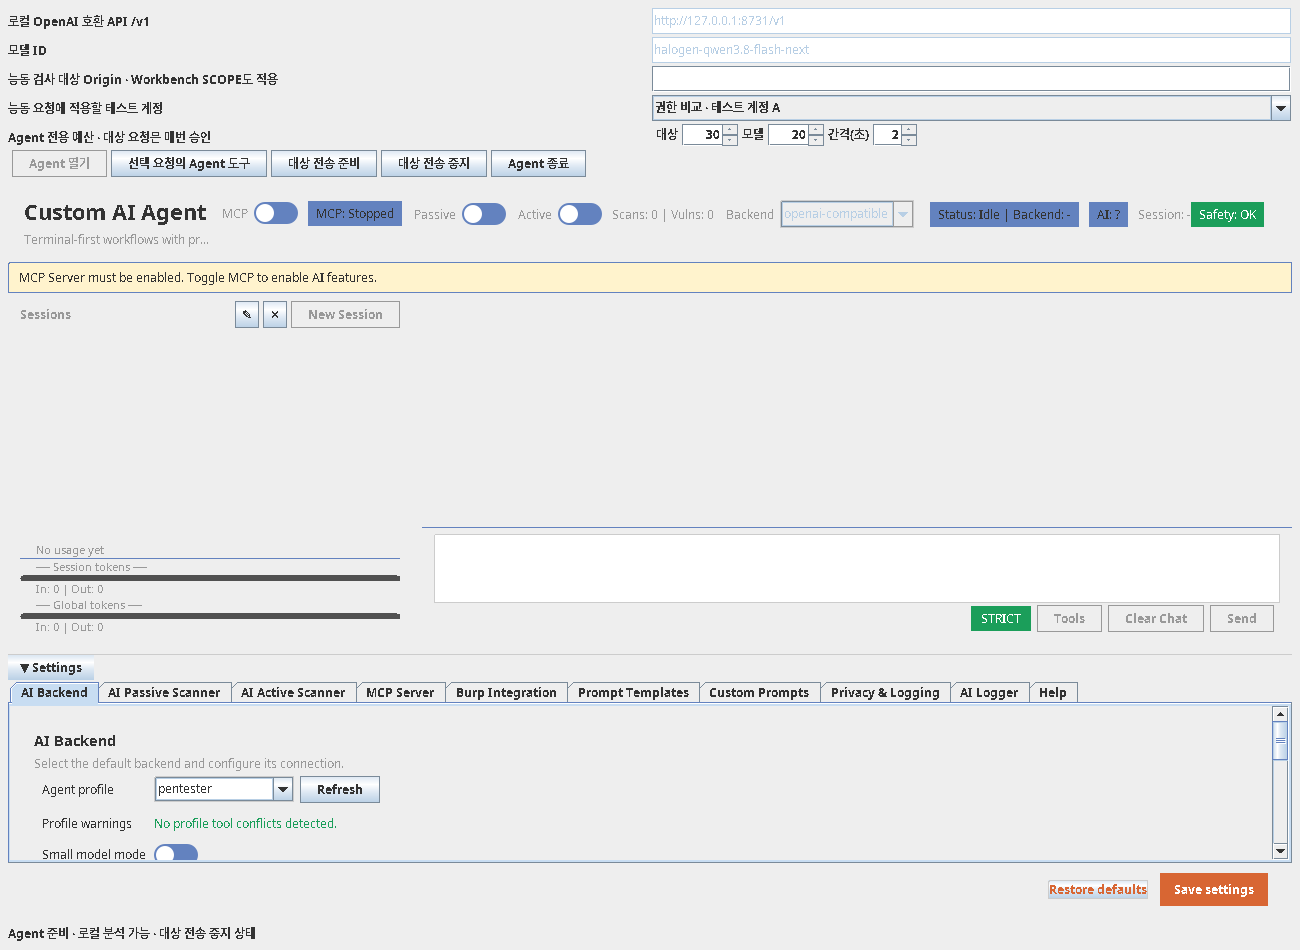 로컬 OpenAI 호환 API /v1
http://127.0.0.1:8731/v1
모델 ID
halogen-qwen3.8-flash-next
능동 검사 대상 Origin · Workbench SCOPE도 적용
능동 요청에 적용할 테스트 계정
권한 비교 · 테스트 계정 A
Agent 전용 예산 · 대상 요청은 매번 승인
대상 30 모델 20 간격(초) 2
Agent 열기 선택 요청의 Agent 도구 대상 전송 준비 대상 전송 중지 Agent 종료
Custom AI Agent MCP MCP: Stopped Passive Active Scans: 0 | Vulns: 0 Backend openai-compatible Status: Idle | Backend: - AI: ? Session: - Safety: OK
Terminal-first workflows with pr...
MCP Server must be enabled. Toggle MCP to enable AI features.
Sessions ✎ × New Session
No usage yet
── Session tokens ──
In: 0 | Out: 0
── Global tokens ──
In: 0 | Out: 0
STRICT Tools Clear Chat Send
▼ Settings
AI Backend AI Passive Scanner AI Active Scanner MCP Server Burp Integration Prompt Templates Custom Prompts Privacy & Logging AI Logger Help
AI Backend
Select the default backend and configure its connection.
Agent profile pentester Refresh
Profile warnings No profile tool conflicts detected.
Small model mode
Restore defaults Save settings
Agent 준비 · 로컬 분석 가능 · 대상 전송 중지 상태